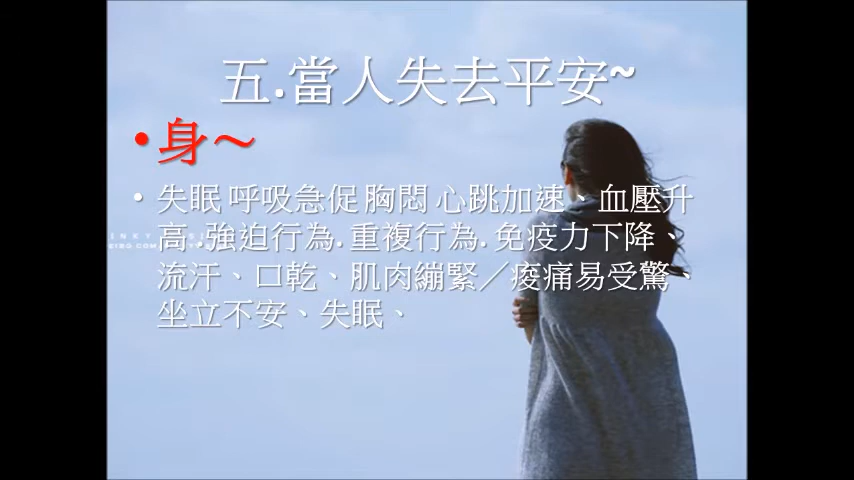 五.當人失去平安~
•身～
• 失眠 呼吸急促 胸悶 心跳加速、血壓升
高 .強迫行為. 重複行為. 免疫力下降、
流汗、口乾、肌肉繃緊／痠痛易受驚、
坐立不安、失眠、